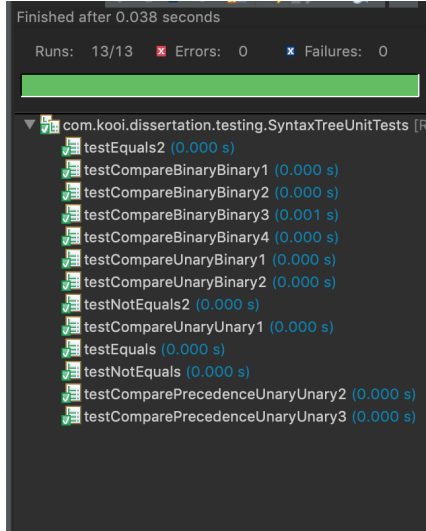 Finished after 0.038 seconds
Runs: 13/13 Errors: 0 Failures: 0
com.kooi.dissertation.testing.SyntaxTreeUnitTests [R
testEquals2 (0.000 s)
testCompareBinaryBinary1 (0.000 s)
testCompareBinaryBinary2 (0.000 s)
testCompareBinaryBinary3 (0.001 s)
testCompareBinaryBinary4 (0.000 s)
testCompareUnaryBinary1 (0.000 s)
testCompareUnaryBinary2 (0.000 s)
testNotEquals2 (0.000 s)
testCompareUnaryUnary1 (0.000 s)
testEquals (0.000 s)
testNotEquals (0.000 s)
testComparePrecedenceUnaryUnary2 (0.000 s)
testComparePrecedenceUnaryUnary3 (0.000 s)